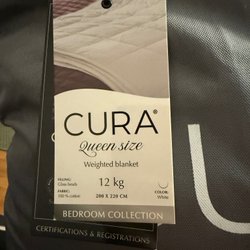 CURA®
Queen size
Weighted blanket
FILLING:
Glass beads
12 kg
FABRIC:
100 % cotton
200 X 220 CM
COLOR:
White
BEDROOM COLLECTION
CERTIFICATIONS & REGISTRATIONS